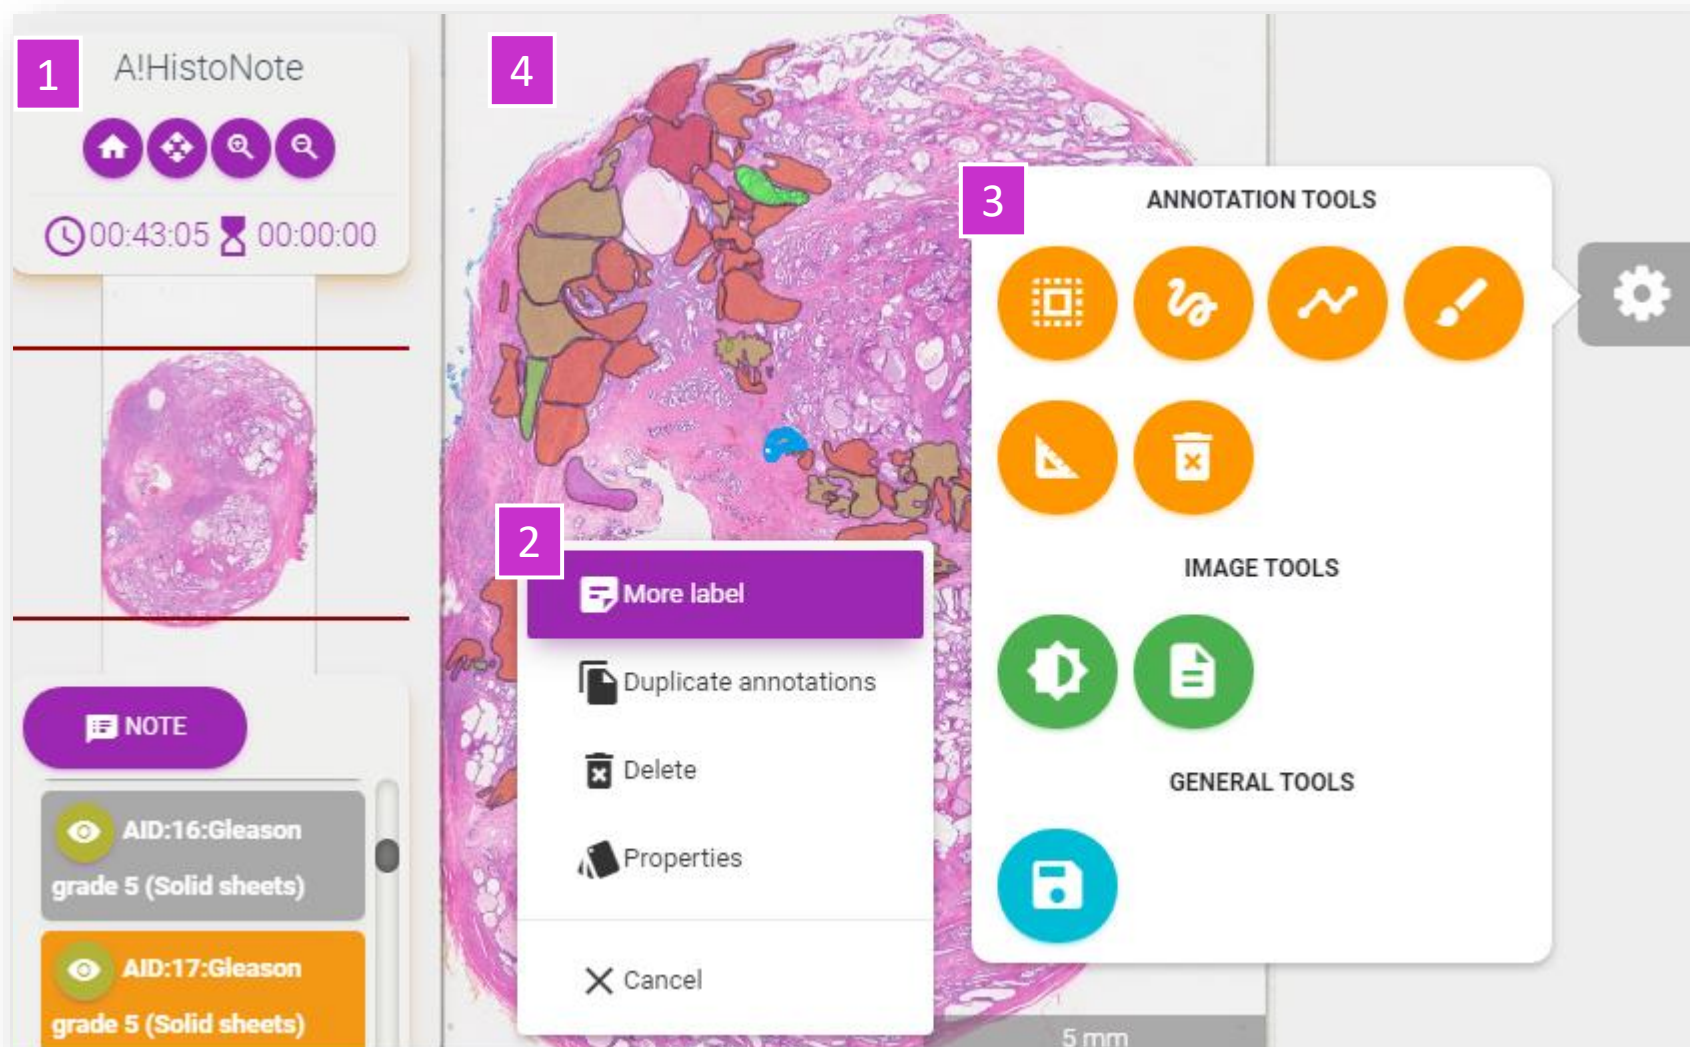 1
A!HistoNote
00:43:05 00:00:00
NOTE
AID:16:Gleason
grade 5 (Solid sheets)
AID:17:Gleason
grade 5 (Solid sheets)
4
2
More label
Duplicate annotations
Delete
Properties
Cancel
3
ANNOTATION TOOLS
IMAGE TOOLS
GENERAL TOOLS
5 mm